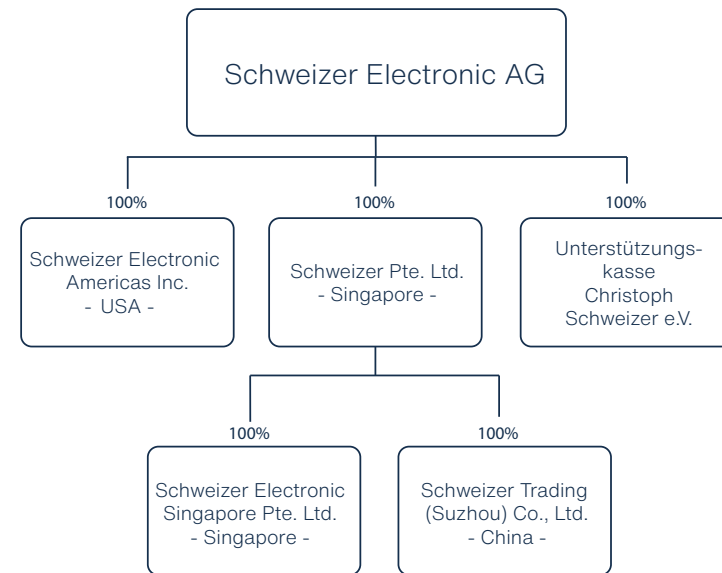 Schweizer Electronic AG
100%
100%
100%
Schweizer Electronic
Americas Inc.
- USA -
Schweizer Pte. Ltd.
- Singapore -
Unterstützungs-
kasse
Christoph
Schweizer e.V.
100%
100%
Schweizer Electronic
Singapore Pte. Ltd.
- Singapore -
Schweizer Trading
(Suzhou) Co., Ltd.
- China -